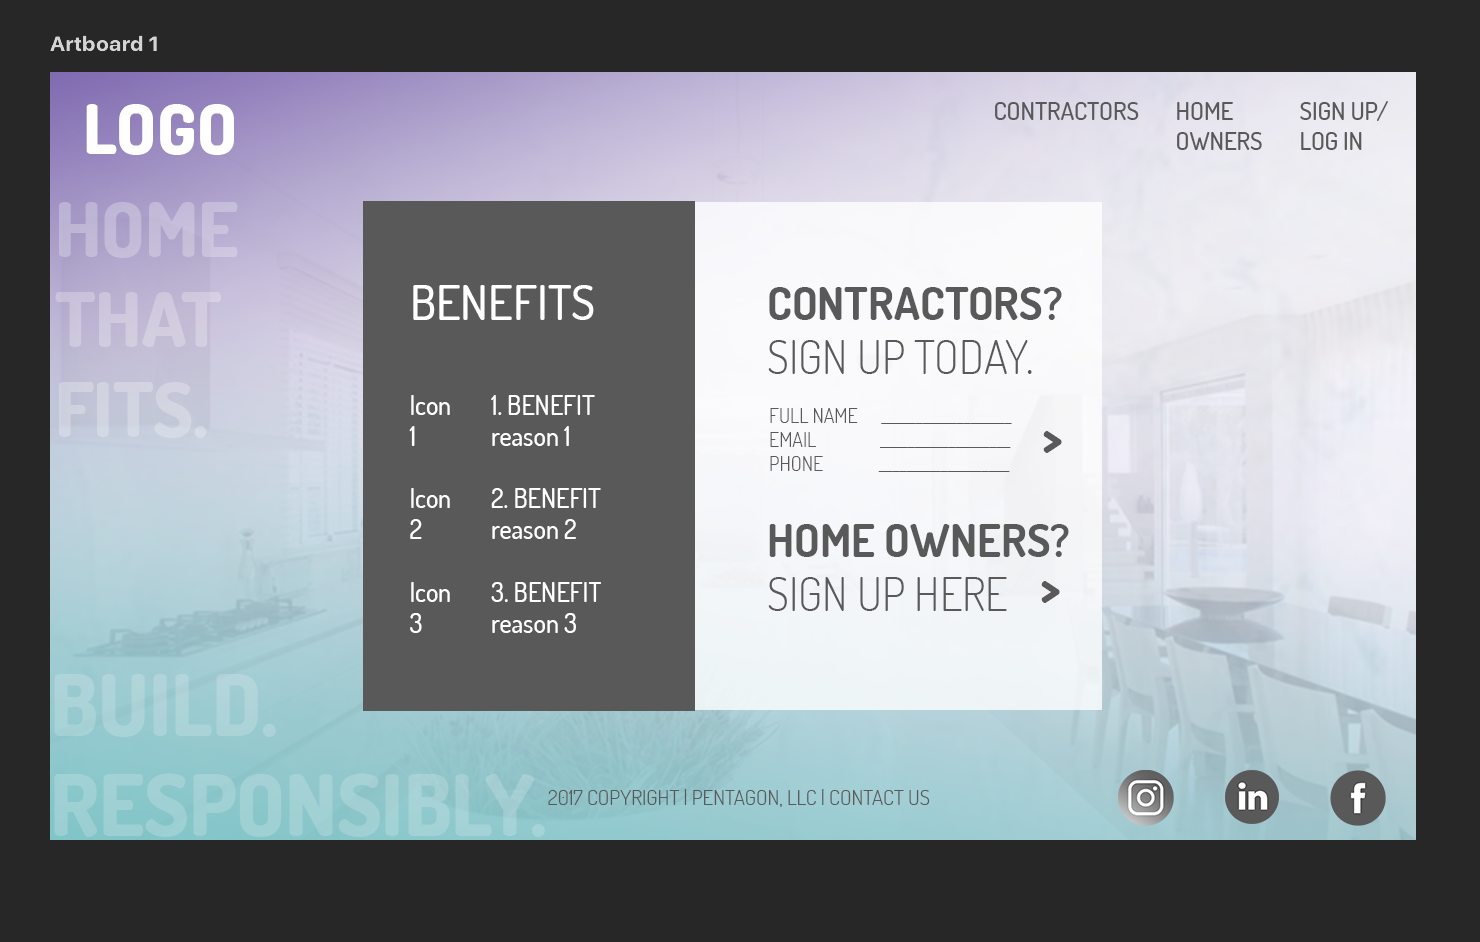 Artboard 1
LOGO
CONTRACTORS
HOME
OWNERS
SIGN UP/
LOG IN
HOME
THAT
FITS.
BUILD.
RESPONSIBLY.
BENEFITS
Icon
1
1. BENEFIT
reason 1
Icon
2
2. BENEFIT
reason 2
Icon
3
3. BENEFIT
reason 3
CONTRACTORS?
SIGN UP TODAY.
FULL NAME
EMAIL
PHONE
>
HOME OWNERS?
SIGN UP HERE >
2017 COPYRIGHT | PENTAGON, LLC | CONTACT US
in
f